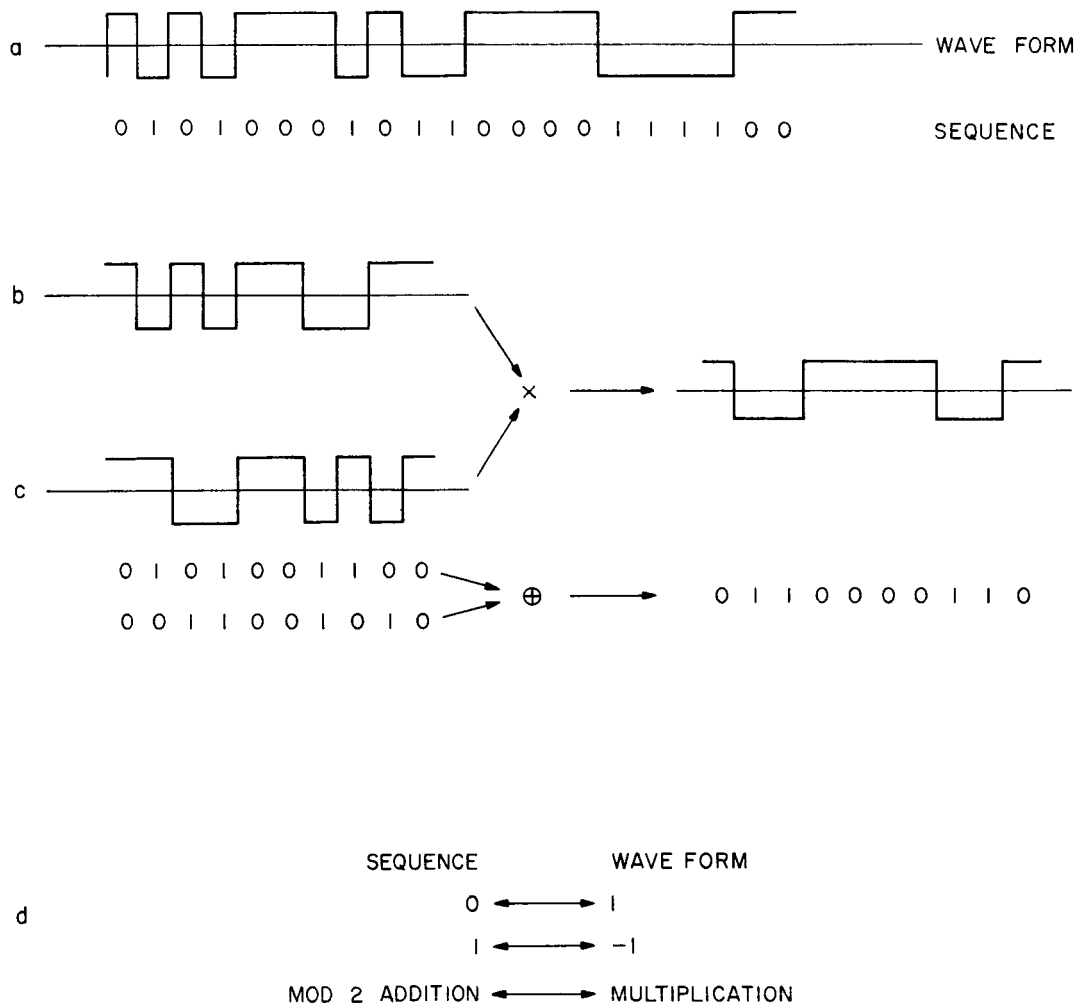 a WAVE FORM
0 1 0 1 0 0 0 1 0 1 1 0 0 0 0 1 1 1 1 0 0 SEQUENCE
b
×
c
0 1 0 1 0 0 1 1 0 0
⊕ 0 1 1 0 0 0 0 1 1 0
0 0 1 1 0 0 1 0 1 0
SEQUENCE WAVE FORM
0 ↔ 1
d
1 ↔ -1
MOD 2 ADDITION ↔ MULTIPLICATION